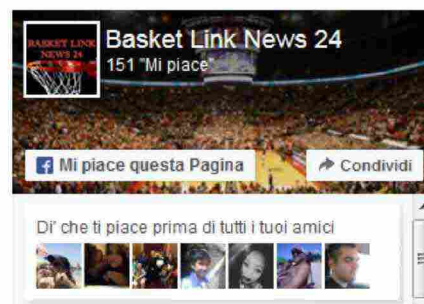 BASKET LINK
NEWS 24
Basket Link News 24
151 "Mi piace"
Mi piace questa Pagina
Condividi
Di' che ti piace prima di tutti i tuoi amici